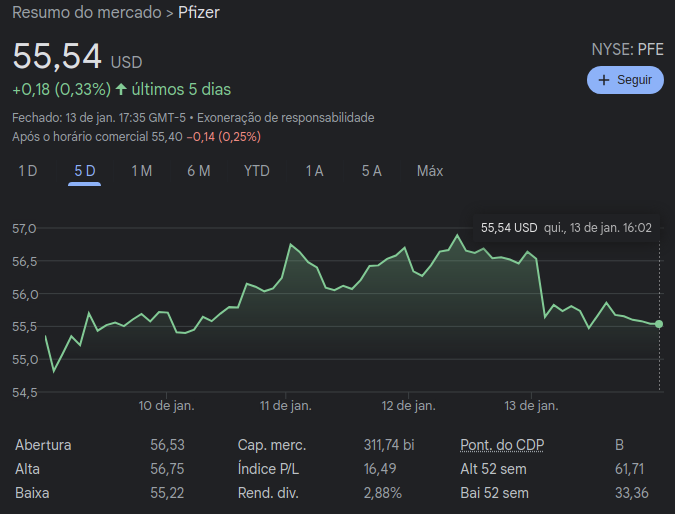 Resumo do mercado > Pfizer
55,54 USD
NYSE: PFE
+ Seguir
+0,18 (0,33%) ↑ últimos 5 dias
Fechado: 13 de jan. 17:35 GMT-5 • Exoneração de responsabilidade
Após o horário comercial 55,40 −0,14 (0,25%)
1 D 5 D 1 M 6 M YTD 1 A 5 A Máx
55,54 USD qui., 13 de jan. 16:02
57,0
56,5
56,0
55,5
55,0
54,5
10 de jan. 11 de jan. 12 de jan. 13 de jan.
Abertura 56,53 Cap. merc. 311,74 bi Pont. do CDP B
Alta 56,75 Índice P/L 16,49 Alt 52 sem 61,71
Baixa 55,22 Rend. div. 2,88% Bai 52 sem 33,36